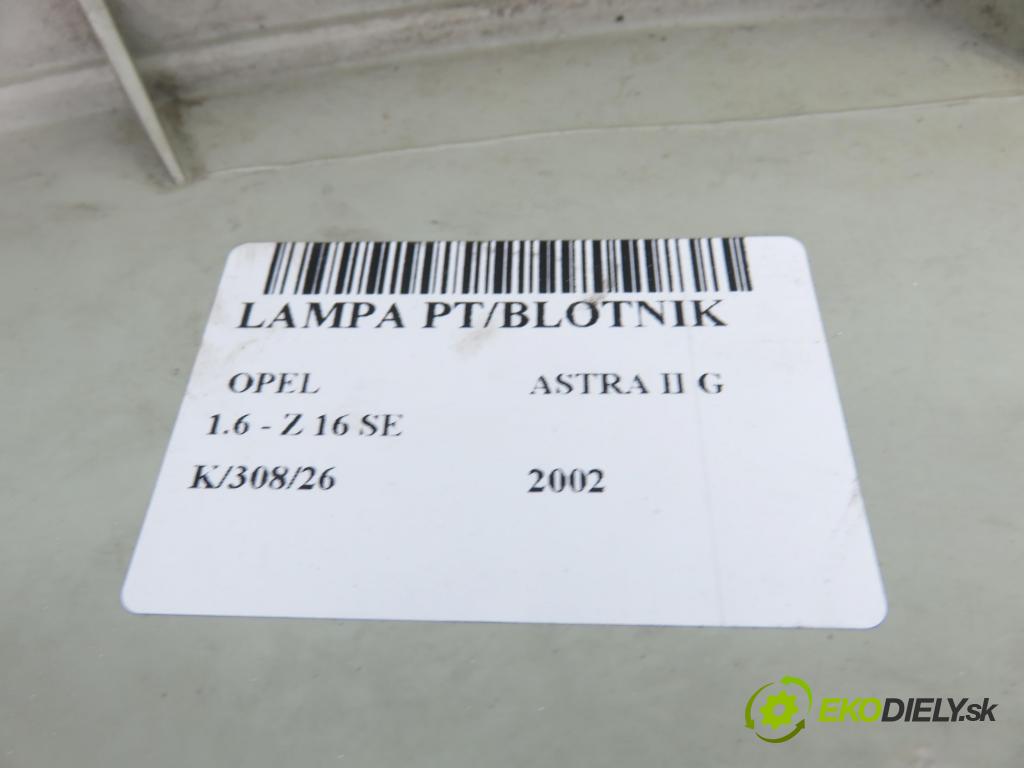 LAMPA PT/BLOTNIK
OPEL ASTRA II G
1.6 - Z 16 SE
K/308/26 2002
EKODIELY.sk